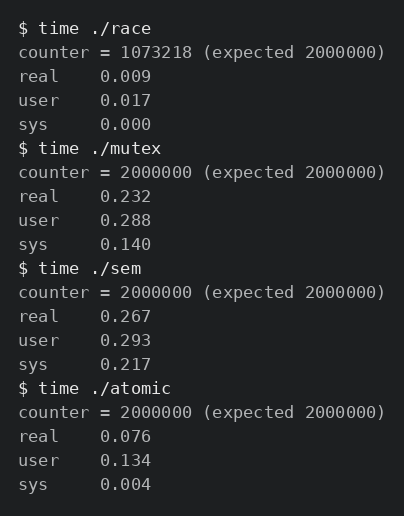 $ time ./race
counter = 1073218 (expected 2000000)
real    0.009
user    0.017
sys     0.000
$ time ./mutex
counter = 2000000 (expected 2000000)
real    0.232
user    0.288
sys     0.140
$ time ./sem
counter = 2000000 (expected 2000000)
real    0.267
user    0.293
sys     0.217
$ time ./atomic
counter = 2000000 (expected 2000000)
real    0.076
user    0.134
sys     0.004